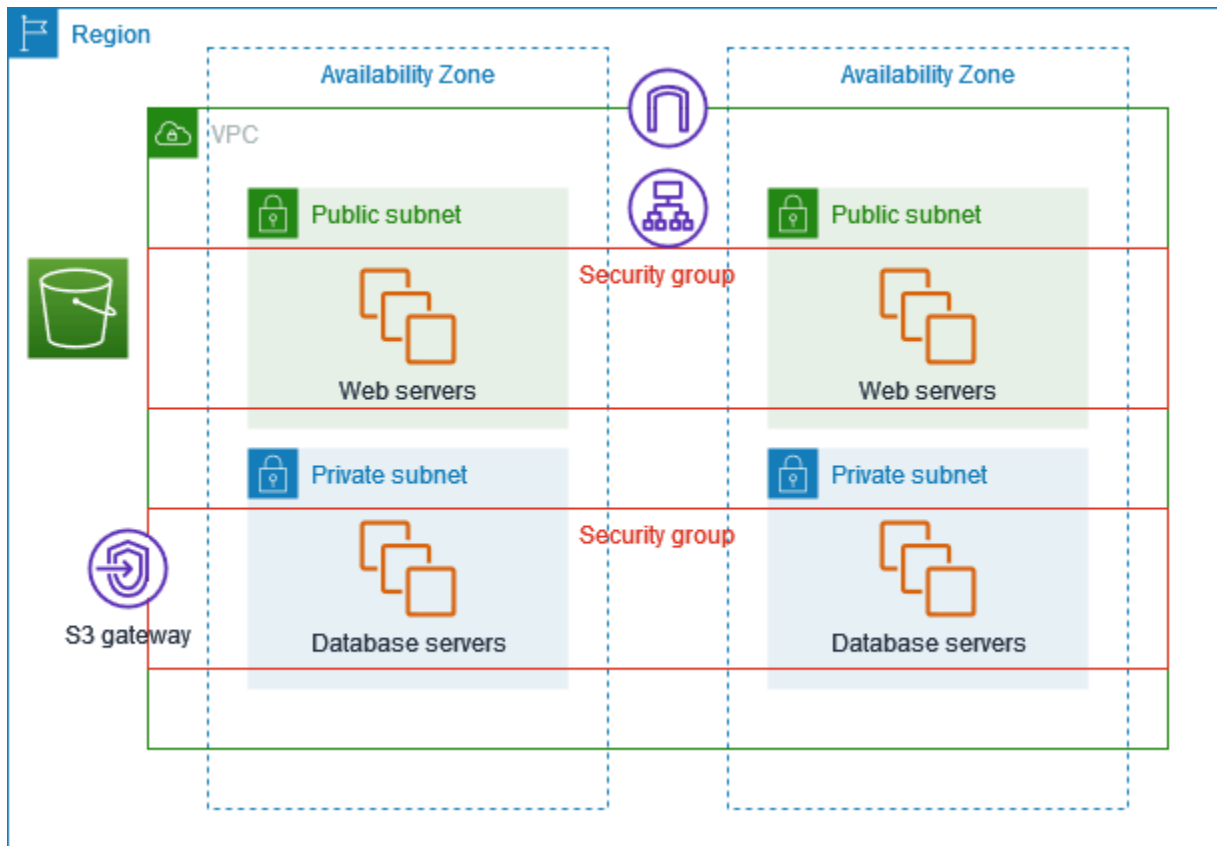 Region
Availability Zone
Availability Zone
VPC
Public subnet
Public subnet
Security group
Web servers
Web servers
Private subnet
Private subnet
Security group
S3 gateway
Database servers
Database servers